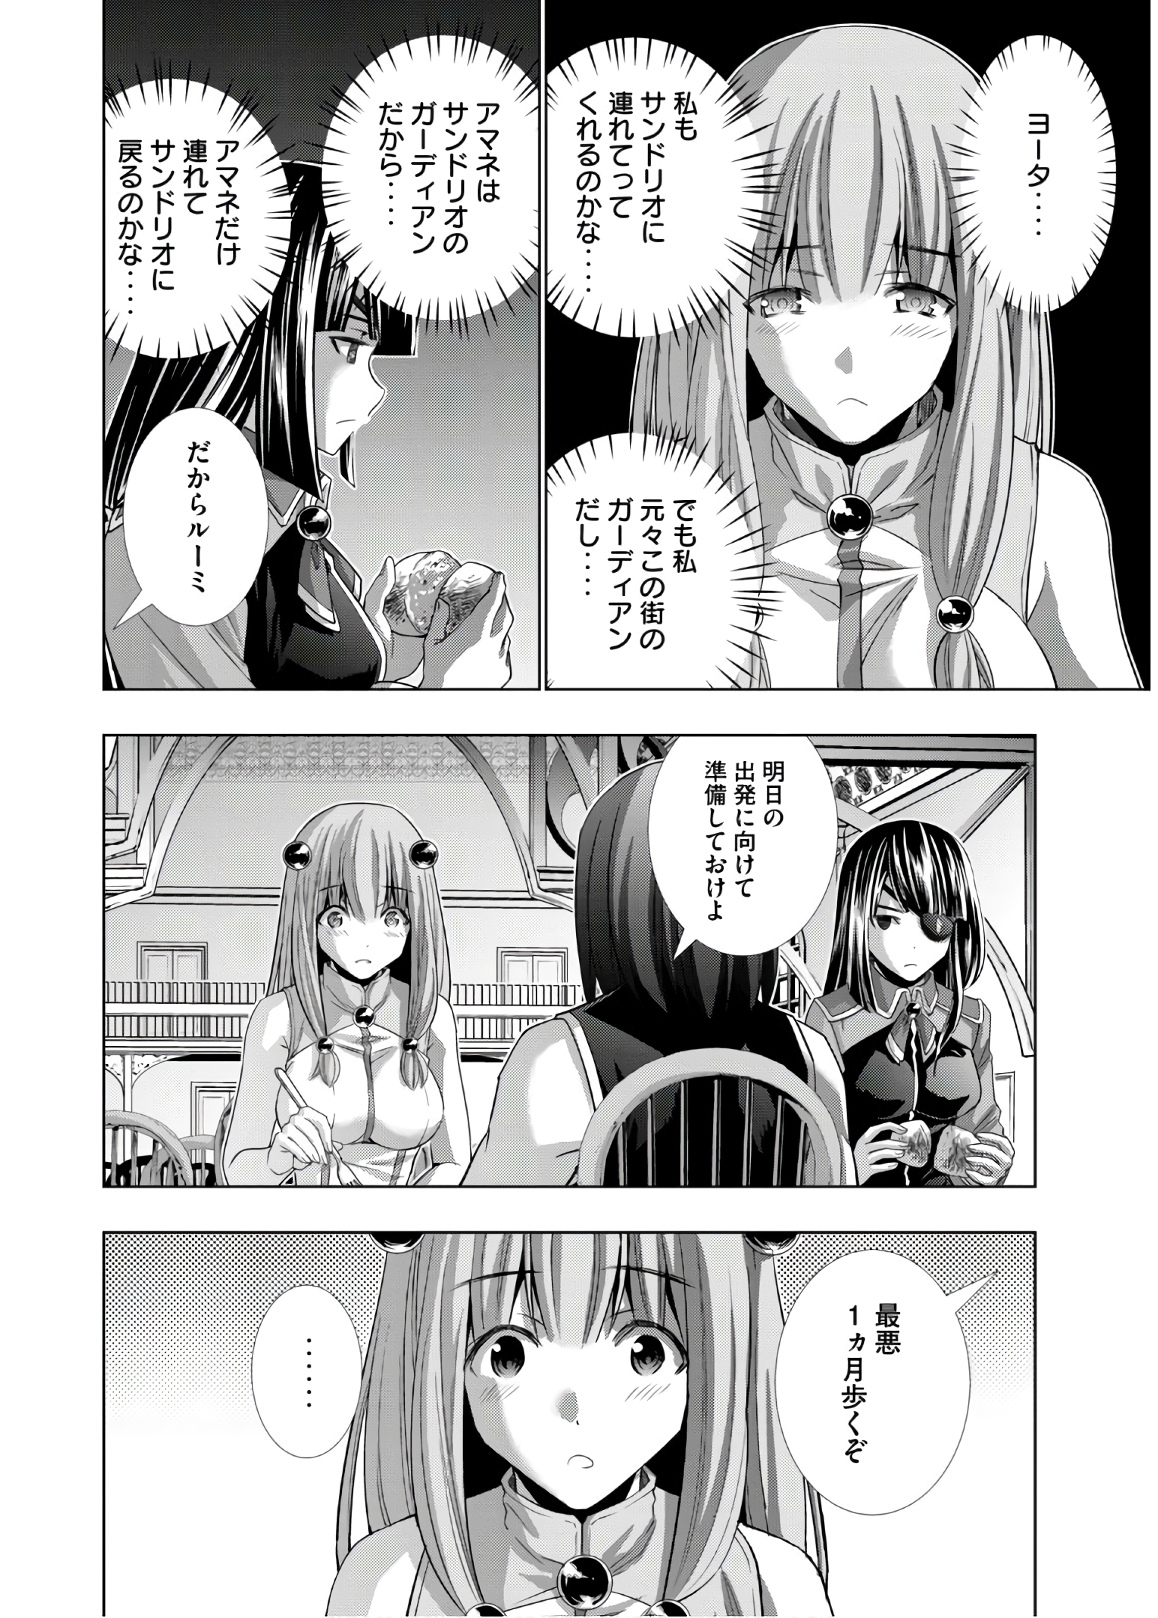 ヨータ‥‥
私も
サンドリオに
連れてって
くれるのかな‥‥
でも私
元々この街の
ガーディアン
だし‥‥
アマネは
サンドリオの
ガーディアン
だから‥‥
アマネだけ
連れて
サンドリオに
戻るのかな‥‥
だからルーミ
明日の
出発に向けて
準備しておけよ
最悪
1ヵ月歩くぞ
‥‥‥